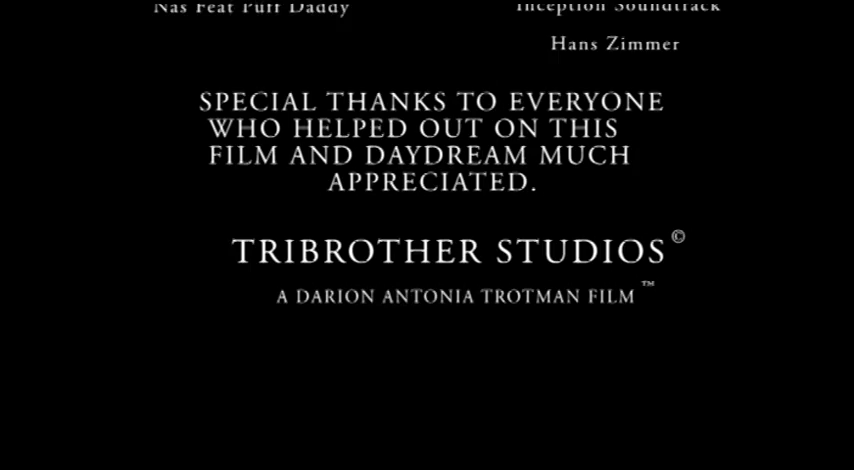 Nas Feat Puff Daddy
Inception Soundtrack
Hans Zimmer
SPECIAL THANKS TO EVERYONE
WHO HELPED OUT ON THIS
FILM AND DAYDREAM MUCH
APPRECIATED.
TRIBROTHER STUDIOS©
A DARION ANTONIA TROTMAN FILM™